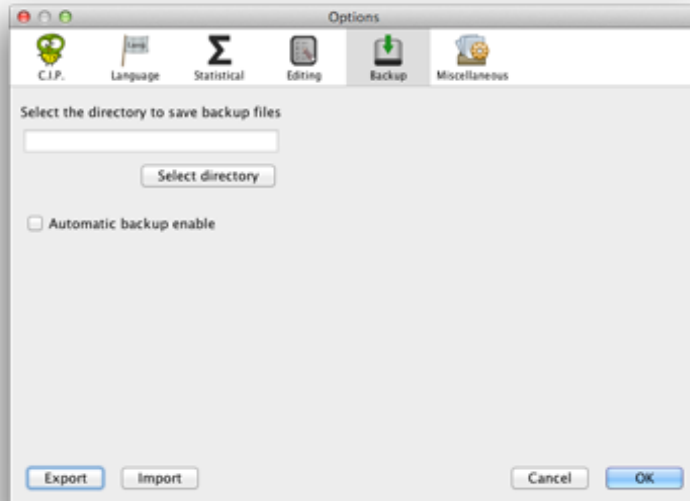 Options
C.I.P. Language Statistical Editing Backup Miscellaneous
Select the directory to save backup files
Select directory
Automatic backup enable
Export Import Cancel OK